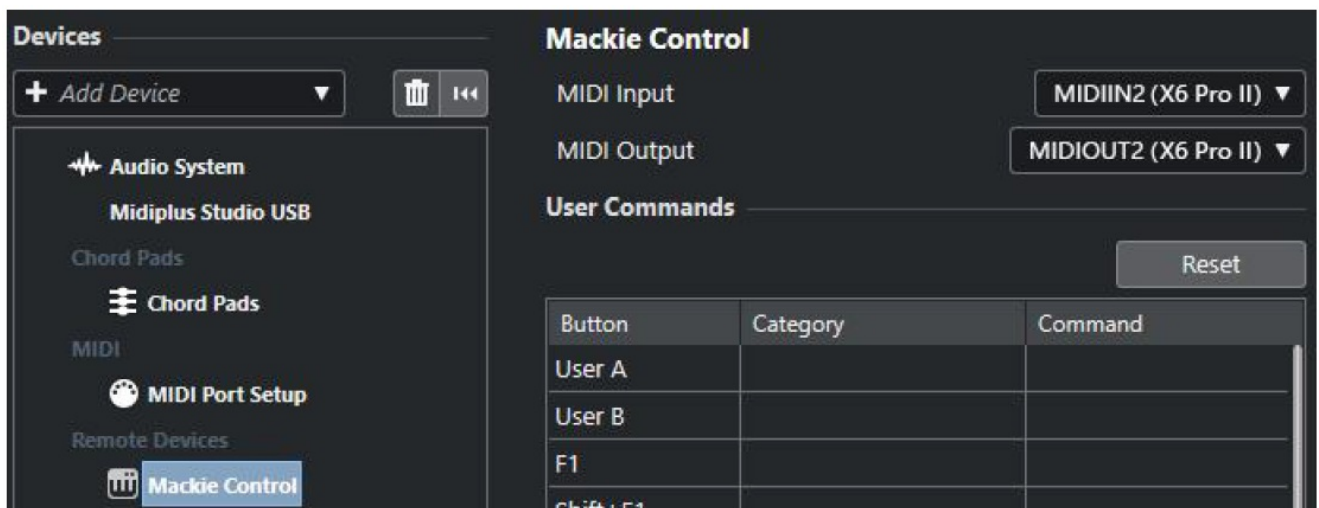 Devices
+ Add Device ▼
Audio System
Midiplus Studio USB
Chord Pads
Chord Pads
MIDI
MIDI Port Setup
Remote Devices
Mackie Control
Mackie Control
MIDI Input MIDIIN2 (X6 Pro II) ▼
MIDI Output MIDIOUT2 (X6 Pro II) ▼
User Commands
Reset
Button Category Command
User A
User B
F1
Shift+F1